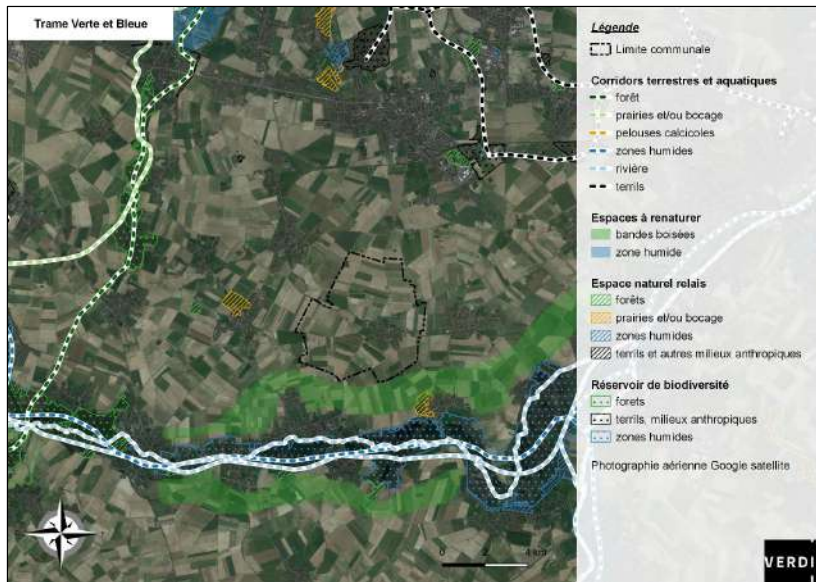 Trame Verte et Bleue
Légende
Limite communale
Corridors terrestres et aquatiques
forêt
prairies et/ou bocage
pelouses calcicoles
zones humides
rivière
terrils
Espaces à renaturer
bandes boisées
zone humide
Espace naturel relais
forêts
prairies et/ou bocage
zones humides
terrils et autres milieux anthropiques
Réservoir de biodiversité
forets
terrils, milieux anthropiques
zones humides
Photographie aérienne Google satellite
0 2 4 km
VERDI